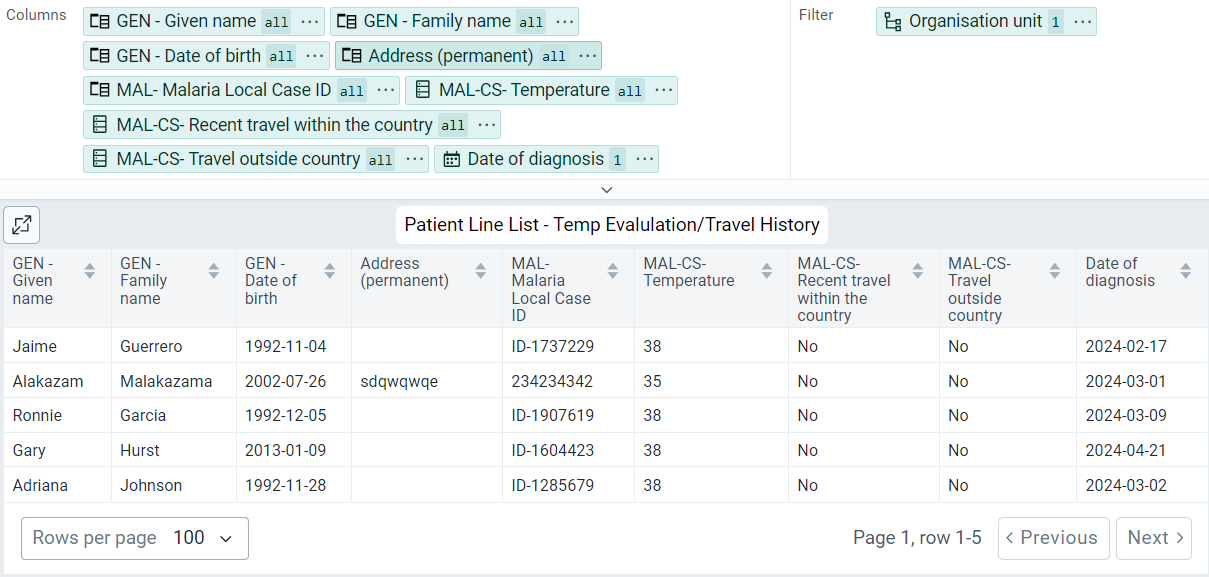 Columns GEN - Given name all ... GEN - Family name all ... Filter Organisation unit 1 ...
GEN - Date of birth all ... Address (permanent) all ...
MAL- Malaria Local Case ID all ... MAL-CS- Temperature all ...
MAL-CS- Recent travel within the country all ...
MAL-CS- Travel outside country all ... Date of diagnosis 1 ...
Patient Line List - Temp Evalulation/Travel History
GEN - Given name GEN - Family name GEN - Date of birth Address (permanent) MAL- Malaria Local Case ID MAL-CS- Temperature MAL-CS- Recent travel within the country MAL-CS- Travel outside country Date of diagnosis
Jaime Guerrero 1992-11-04 ID-1737229 38 No No 2024-02-17
Alakazam Malakazama 2002-07-26 sdqwqwqe 234234342 35 No No 2024-03-01
Ronnie Garcia 1992-12-05 ID-1907619 38 No No 2024-03-09
Gary Hurst 2013-01-09 ID-1604423 38 No No 2024-04-21
Adriana Johnson 1992-11-28 ID-1285679 38 No No 2024-03-02
Rows per page 100 Page 1, row 1-5 Previous Next